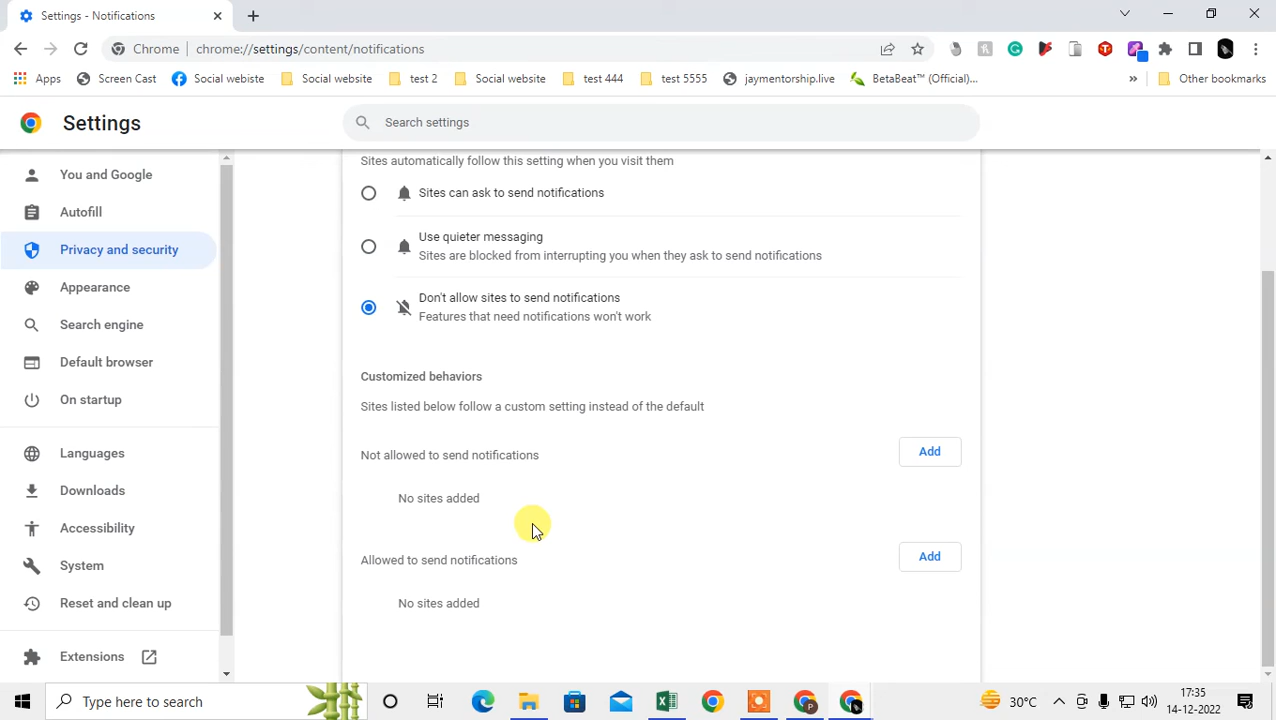 Settings - Notifications
Chrome | chrome://settings/content/notifications
Apps Screen Cast Social webiste Social website test 2 Social website test 444 test 5555 jaymentorship.live BetaBeat™ (Official)... » Other bookmarks
Settings
Search settings
You and Google
Autofill
Privacy and security
Appearance
Search engine
Default browser
On startup
Languages
Downloads
Accessibility
System
Reset and clean up
Extensions
Sites automatically follow this setting when you visit them
Sites can ask to send notifications
Use quieter messaging
Sites are blocked from interrupting you when they ask to send notifications
Don't allow sites to send notifications
Features that need notifications won't work
Customized behaviors
Sites listed below follow a custom setting instead of the default
Not allowed to send notifications Add
No sites added
Allowed to send notifications Add
No sites added
Type here to search
30°C
17:35
14-12-2022